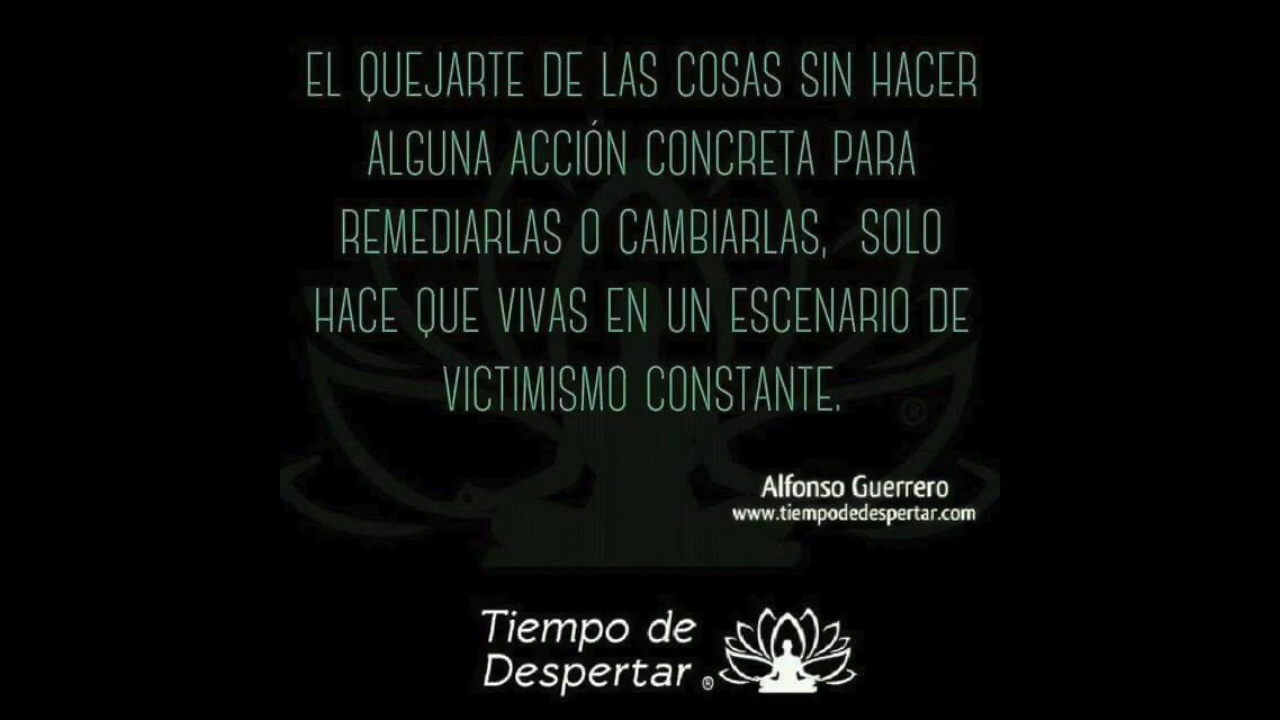 EL QUEJARTE DE LAS COSAS SIN HACER
ALGUNA ACCIÓN CONCRETA PARA
REMEDIARLAS O CAMBIARLAS, SOLO
HACE QUE VIVAS EN UN ESCENARIO DE
VICTIMISMO CONSTANTE.
®
Alfonso Guerrero
www.tiempodedespertar.com
Tiempo de
Despertar ®